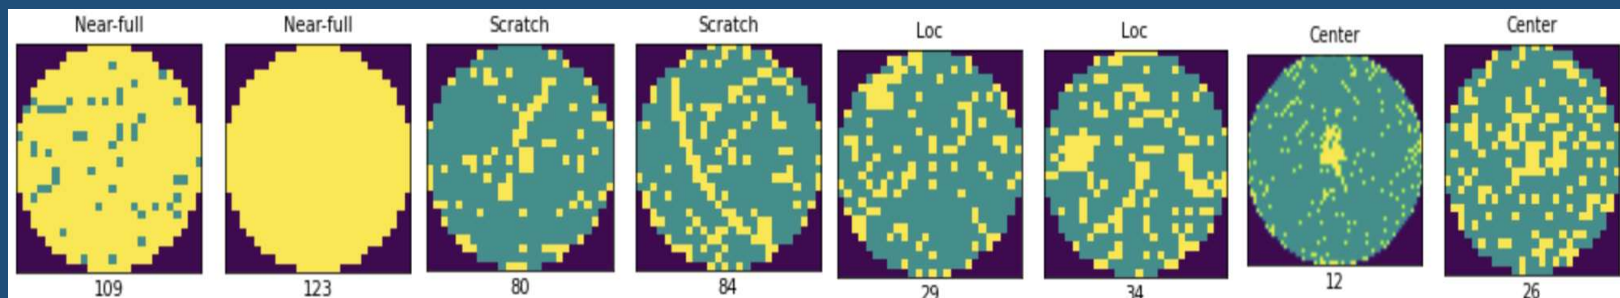 Near-full
Near-full
Scratch
Scratch
Loc
Loc
Center
Center
109
123
80
84
29
34
12
26